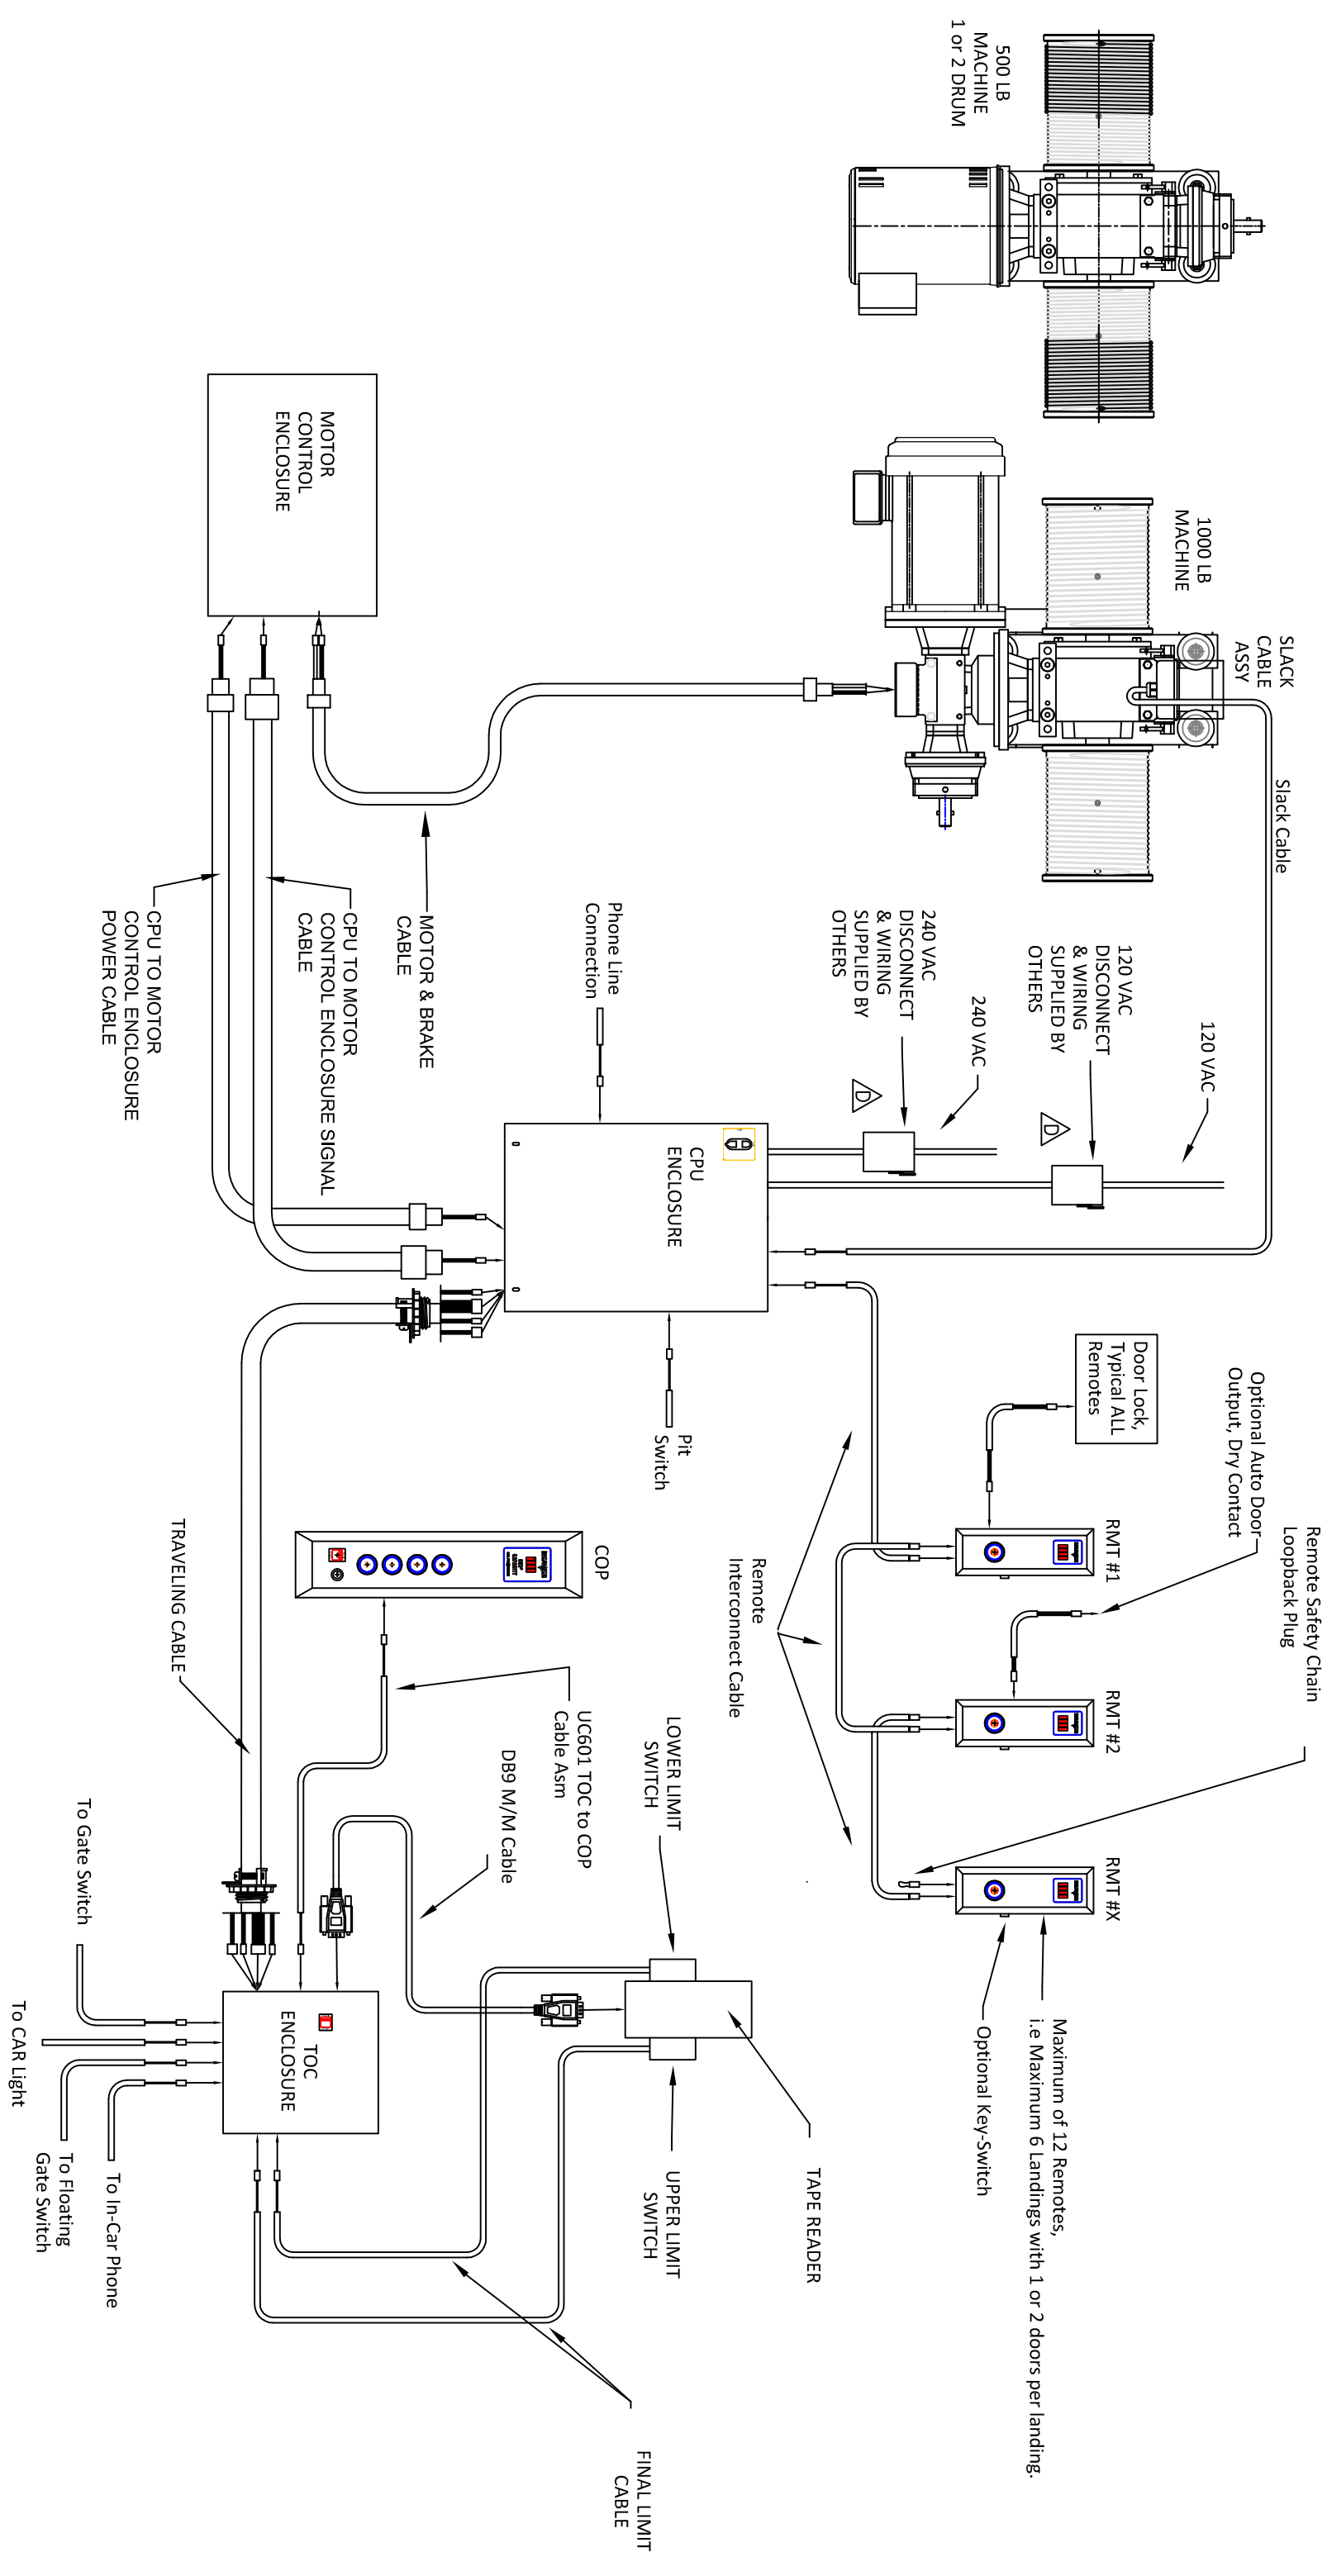 500 LB
MACHINE
1 or 2 DRUM
1000 LB
MACHINE
SLACK
CABLE
ASSY
Slack Cable
MOTOR
CONTROL
ENCLOSURE
MOTOR & BRAKE
CABLE
CPU TO MOTOR
CONTROL ENCLOSURE SIGNAL
CABLE
CPU TO MOTOR
CONTROL ENCLOSURE
POWER CABLE
Phone Line
Connection
240 VAC
DISCONNECT
& WIRING
SUPPLIED BY
OTHERS
240 VAC
D
120 VAC
DISCONNECT
& WIRING
SUPPLIED BY
OTHERS
120 VAC
D
CPU
ENCLOSURE
Pit
Switch
Door Lock,
Typical ALL
Remotes
Optional Auto Door
Output, Dry Contact
Remote Safety Chain
Loopback Plug
RMT #1
RMT #2
RMT #X
Remote
Interconnect Cable
Maximum of 12 Remotes,
i.e Maximum 6 Landings with 1 or 2 doors per landing.
Optional Key-Switch
COP
TRAVELING CABLE
UC601 TOC to COP
Cable Asm
DB9 M/M Cable
LOWER LIMIT
SWITCH
UPPER LIMIT
SWITCH
TAPE READER
TOC
ENCLOSURE
To Gate Switch
To CAR Light
To Floating
Gate Switch
To In-Car Phone
FINAL LIMIT
CABLE